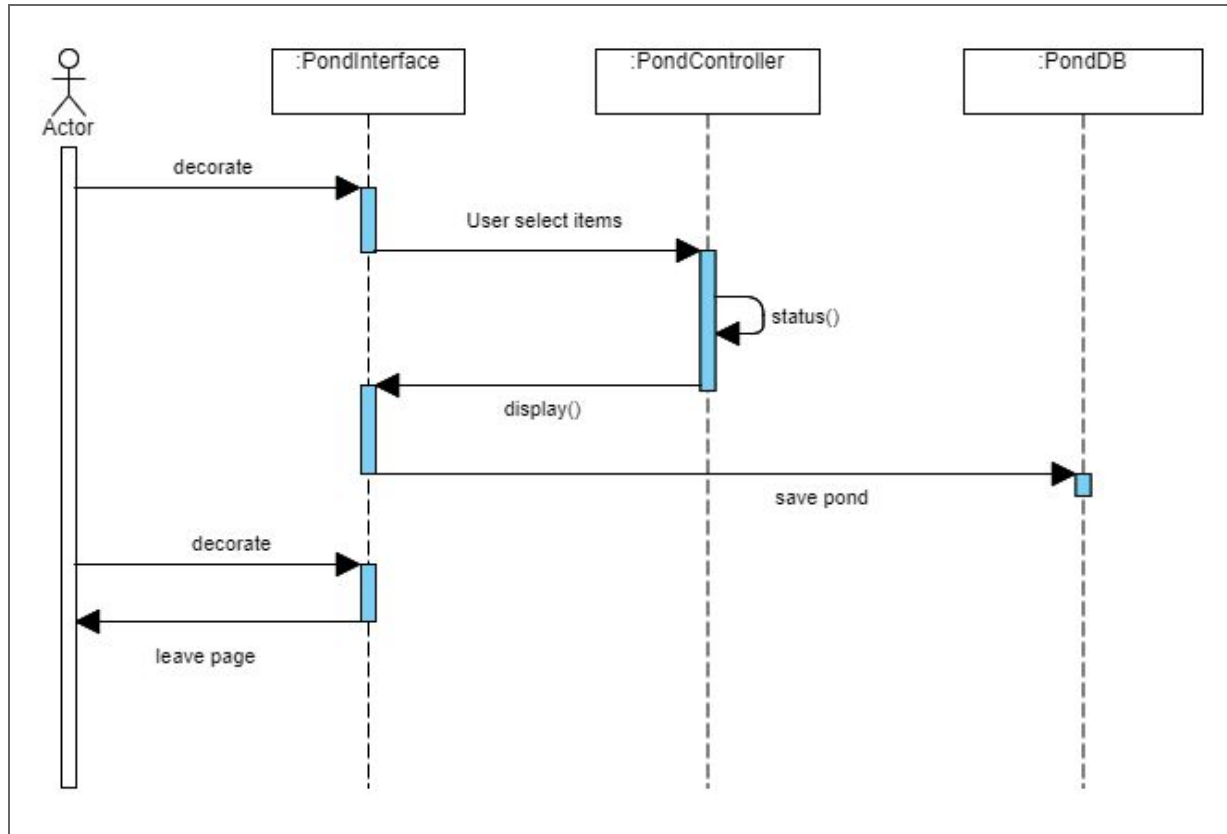 :PondInterface
:PondController
:PondDB
Actor
decorate
User select items
status()
display()
save pond
decorate
leave page